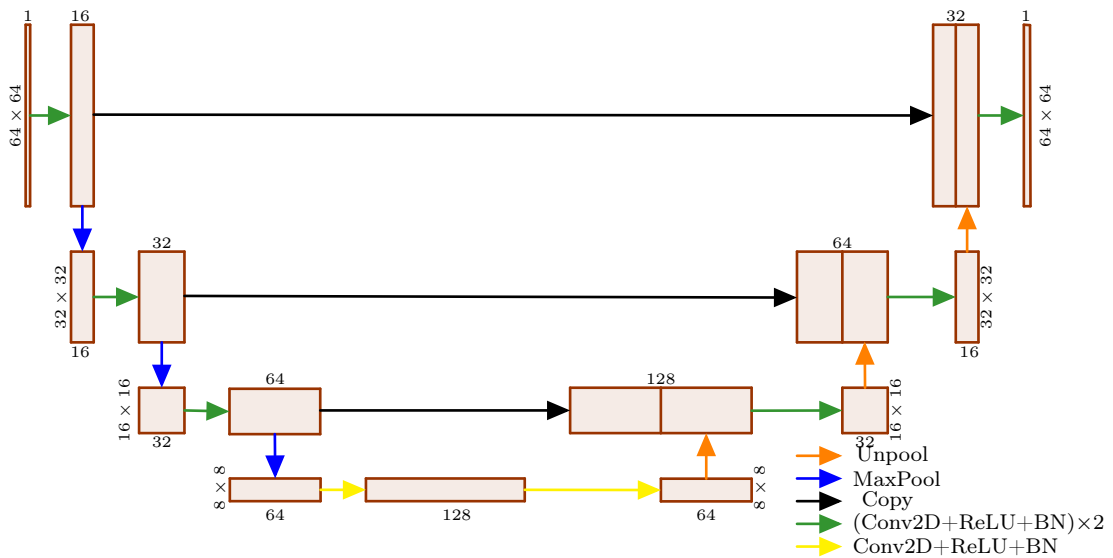 1
16
32
1
64 × 64
64 × 64
32
64
32 × 32
32 × 32
16
16
64
128
16 × 16
16 × 16
32
32
8 × 8
8 × 8
64
128
64
Unpool
MaxPool
Copy
(Conv2D+ReLU+BN)×2
Conv2D+ReLU+BN